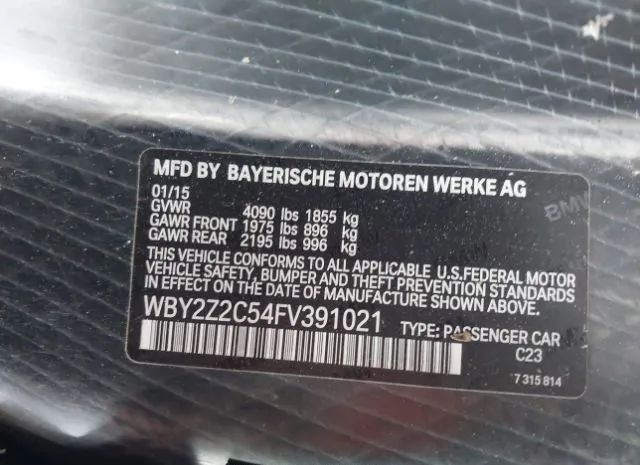 MFD BY BAYERISCHE MOTOREN WERKE AG
01/15
GVWR 4090 lbs 1855 kg
GAWR FRONT 1975 lbs 896 kg
GAWR REAR 2195 lbs 996 kg
THIS VEHICLE CONFORMS TO ALL APPLICABLE U.S.FEDERAL MOTOR
VEHICLE SAFETY, BUMPER AND THEFT PREVENTION STANDARDS
IN EFFECT ON THE DATE OF MANUFACTURE SHOWN ABOVE.
WBY2Z2C54FV391021 TYPE: PASSENGER CAR
C23
7 315 814
BMW